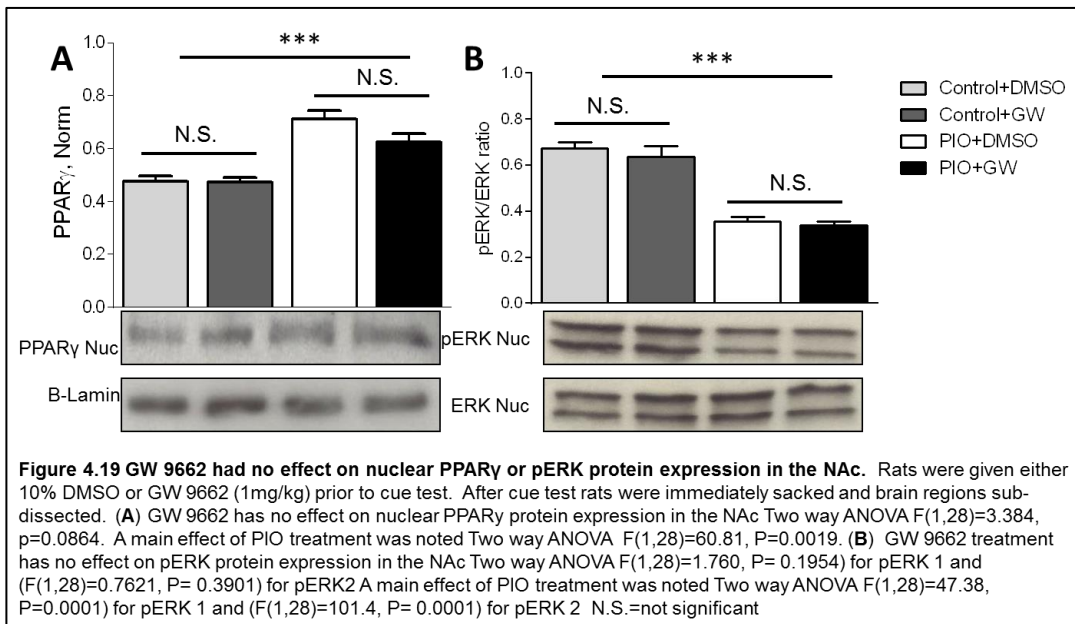 A
1.0
0.8
0.6
0.4
0.2
0.0
PPARγ, Norm
N.S.
***
N.S.
PPARγ Nuc
B-Lamin
B
1.0
0.8
0.6
0.4
0.2
0.0
pERK/ERK ratio
N.S.
***
N.S.
pERK Nuc
ERK Nuc
Control+DMSO
Control+GW
PIO+DMSO
PIO+GW
Figure 4.19 GW 9662 had no effect on nuclear PPARγ or pERK protein expression in the NAc. Rats were given either
10% DMSO or GW 9662 (1mg/kg) prior to cue test. After cue test rats were immediately sacked and brain regions sub-
dissected. (A) GW 9662 has no effect on nuclear PPARγ protein expression in the NAc Two way ANOVA F(1,28)=3.384,
p=0.0864. A main effect of PIO treatment was noted Two way ANOVA F(1,28)=60.81, P=0.0019. (B) GW 9662 treatment
has no effect on pERK protein expression in the NAc Two way ANOVA F(1,28)=1.760, P= 0.1954) for pERK 1 and
(F(1,28)=0.7621, P= 0.3901) for pERK2 A main effect of PIO treatment was noted Two way ANOVA F(1,28)=47.38,
P=0.0001) for pERK 1 and (F(1,28)=101.4, P= 0.0001) for pERK 2 N.S.=not significant